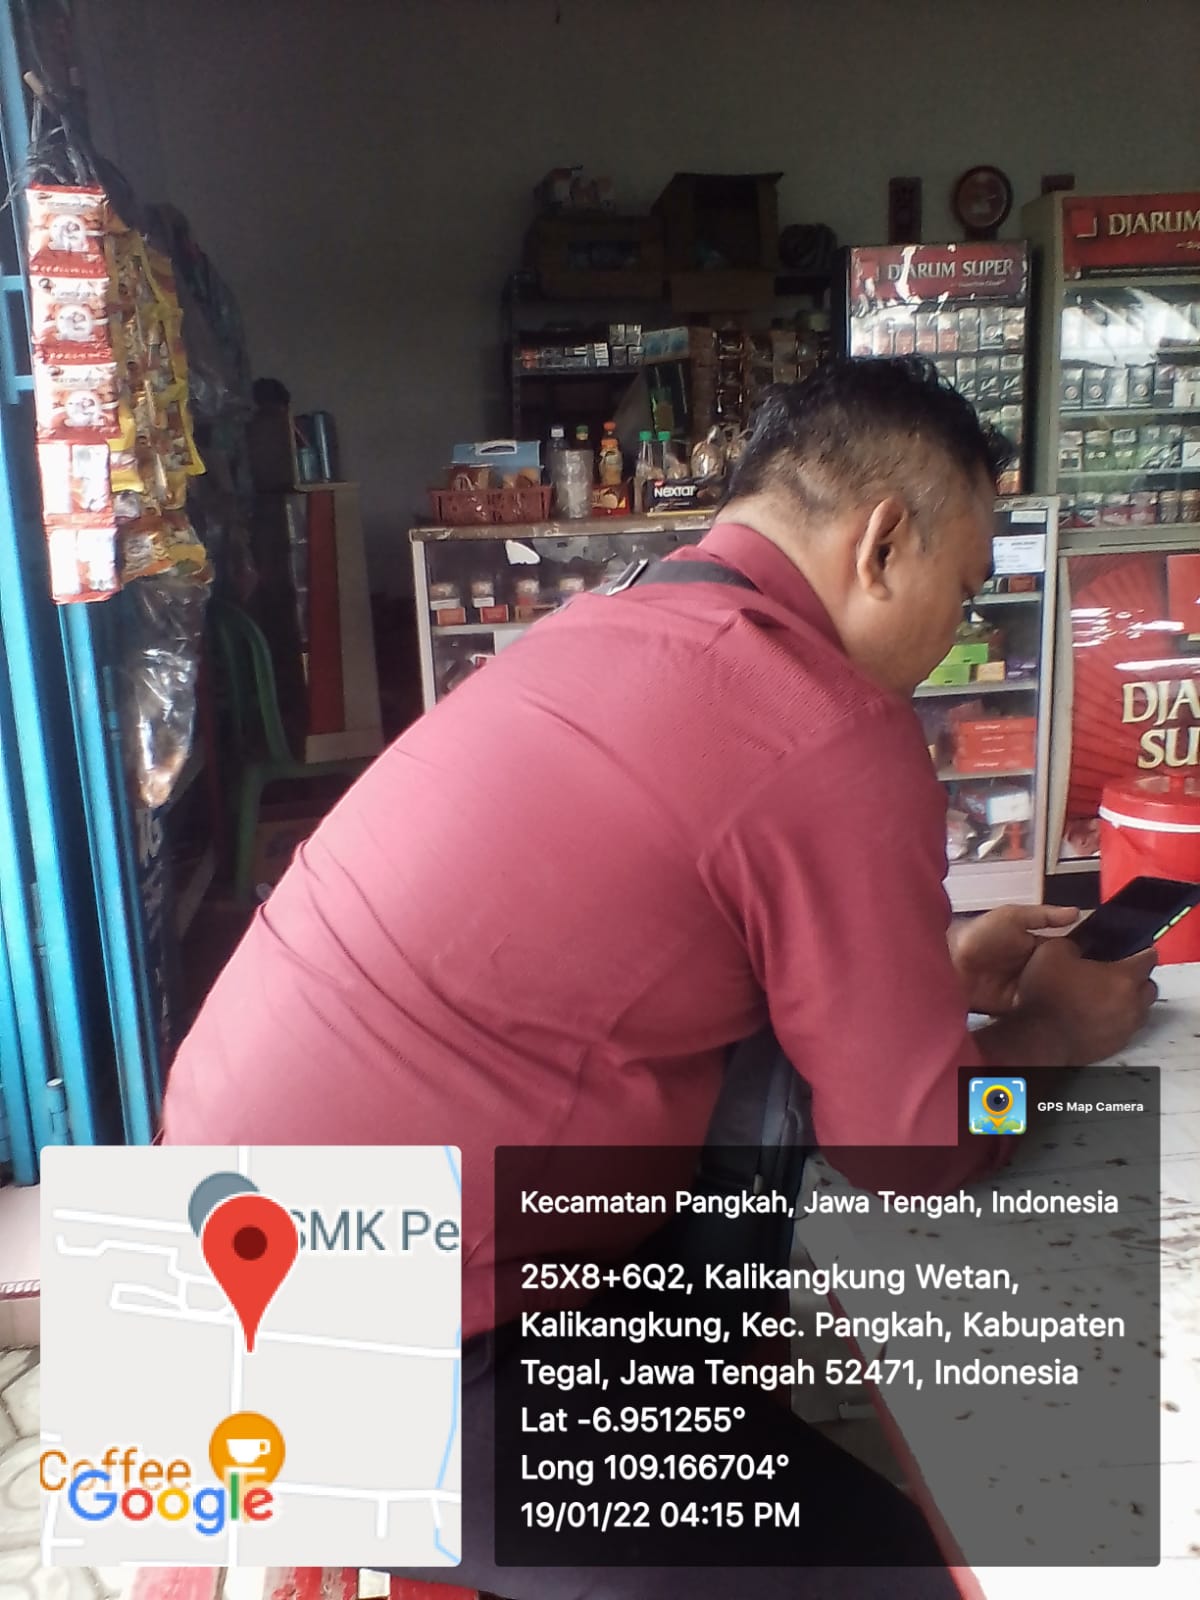 DJARUM
DJARUM SUPER
NEXTAR
DJA
SU
GPS Map Camera
SMK Pe
Coffee
Google
Kecamatan Pangkah, Jawa Tengah, Indonesia
25X8+6Q2, Kalikangkung Wetan,
Kalikangkung, Kec. Pangkah, Kabupaten
Tegal, Jawa Tengah 52471, Indonesia
Lat -6.951255°
Long 109.166704°
19/01/22 04:15 PM